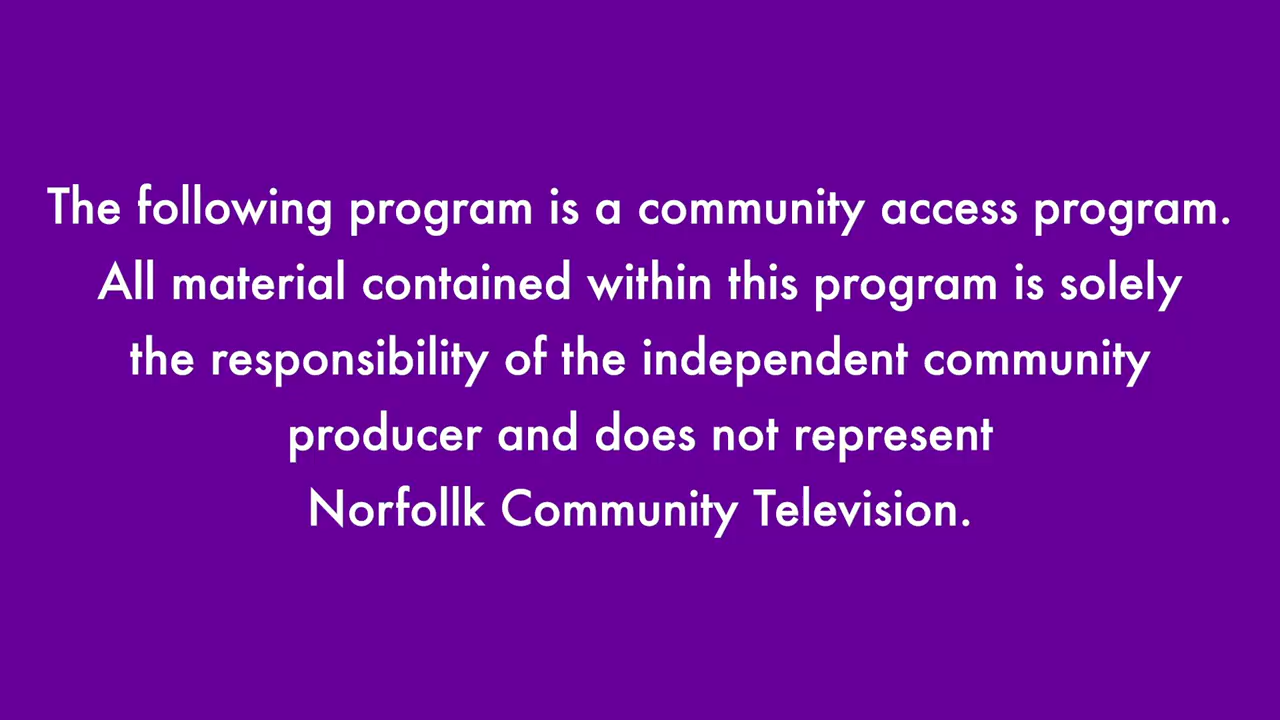 The following program is a community access program.
All material contained within this program is solely
the responsibility of the independent community
producer and does not represent
Norfollk Community Television.